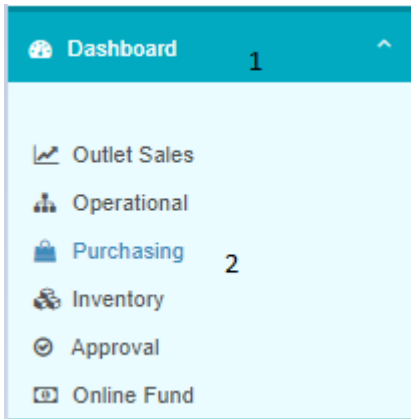 Dashboard 1
Outlet Sales
Operational
Purchasing 2
Inventory
Approval
Online Fund